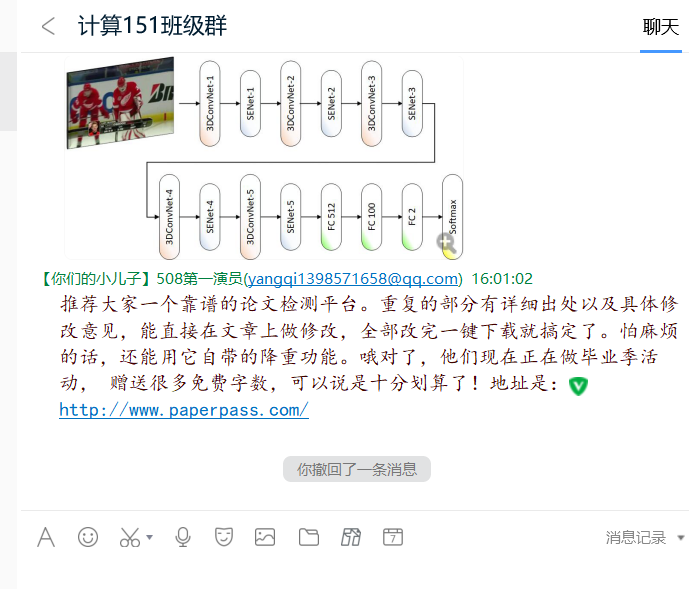 计算151班级群
聊天
3DConvNet-1
SENet-1
3DConvNet-2
SENet-2
3DConvNet-3
SENet-3
3DConvNet-4
SENet-4
3DConvNet-5
SENet-5
FC 512
FC 100
FC 2
Softmax
【你们的小儿子】508第一演员(yangqi1398571658@qq.com) 16:01:02
推荐大家一个靠谱的论文检测平台。重复的部分有详细出处以及具体修
改意见，能直接在文章上做修改，全部改完一键下载就搞定了。怕麻烦
的话，还能用它自带的降重功能。哦对了，他们现在正在做毕业季活
动， 赠送很多免费字数，可以说是十分划算了！地址是：
http://www.paperpass.com/
你撤回了一条消息
消息记录